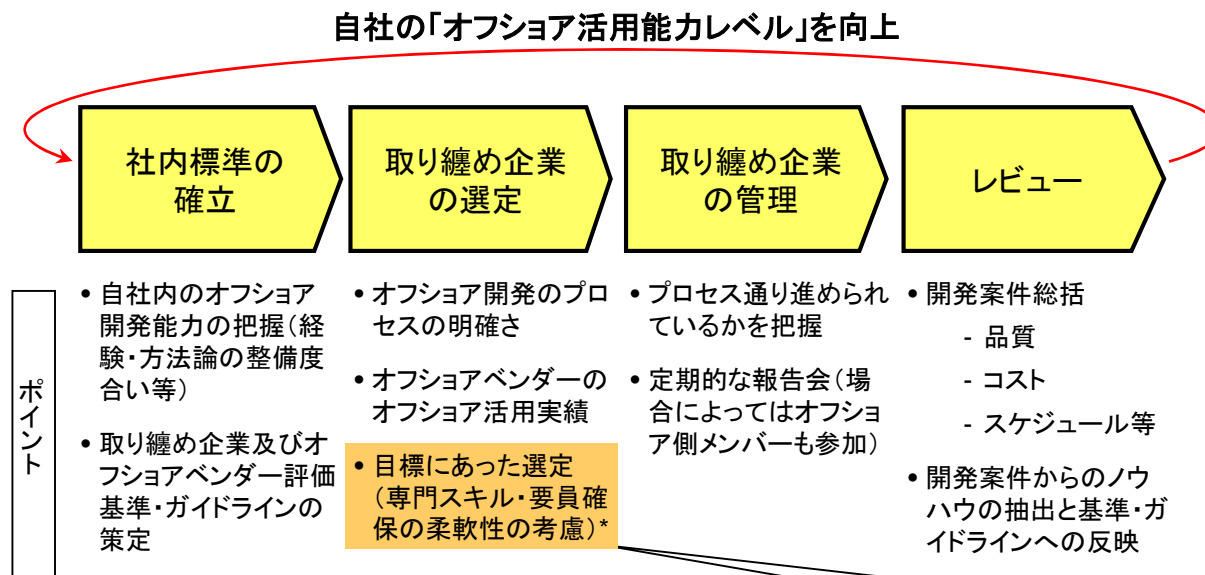 自社の「オフショア活用能力レベル」を向上
社内標準の
確立
取り纏め企業
の選定
取り纏め企業
の管理
レビュー
ポイント
• 自社内のオフショア
開発能力の把握(経
験・方法論の整備度
合い等)
• 取り纏め企業及びオ
フショアベンダー評価
基準・ガイドラインの
策定
• オフショア開発のプロ
セスの明確さ
• オフショアベンダーの
オフショア活用実績
• 目標にあった選定
(専門スキル・要員確
保の柔軟性の考慮)*
• プロセス通り進められ
ているかを把握
• 定期的な報告会(場
合によってはオフショ
ア側メンバーも参加)
• 開発案件総括
- 品質
- コスト
- スケジュール等
• 開発案件からのノウ
ハウの抽出と基準・ガ
イドラインへの反映